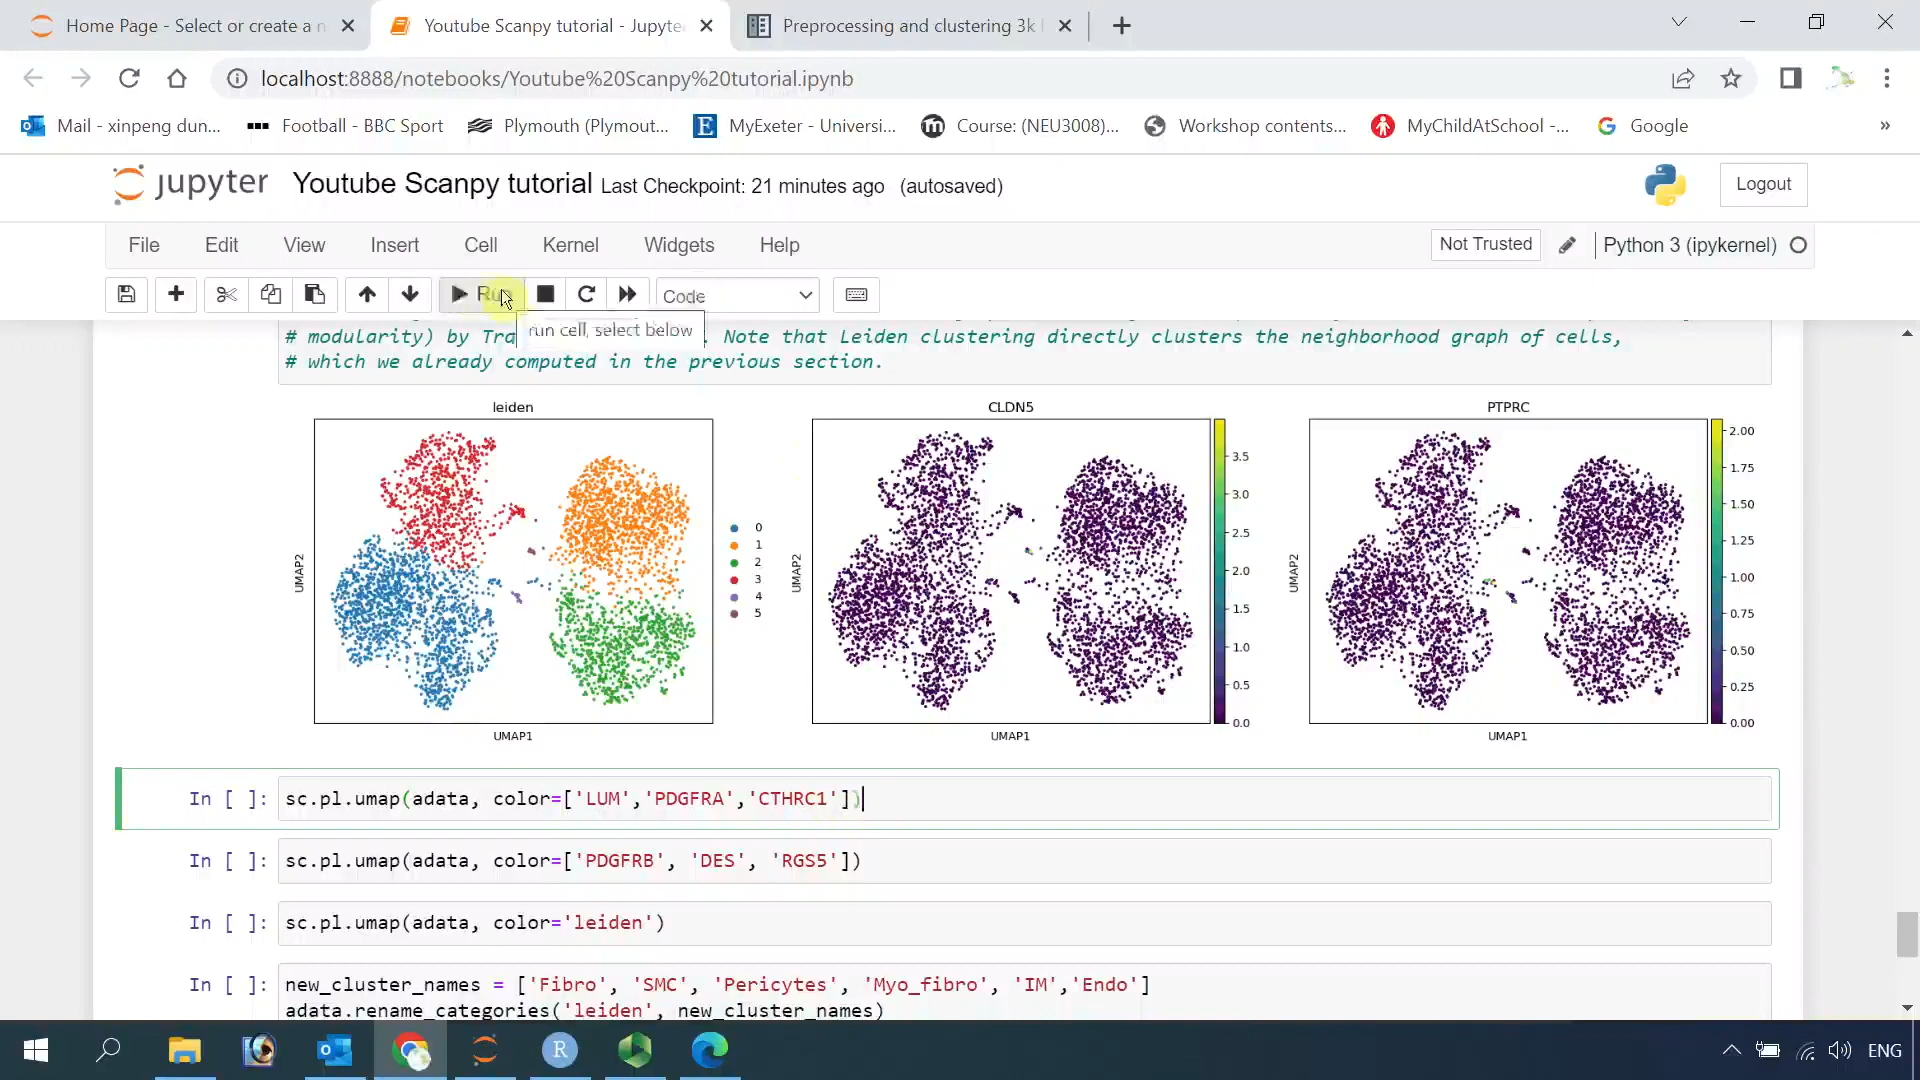 Home Page - Select or create a n
Youtube Scanpy tutorial - Jupyte
Preprocessing and clustering 3k
localhost:8888/notebooks/Youtube%20Scanpy%20tutorial.ipynb
Mail - xinpeng dun...
Football - BBC Sport
Plymouth (Plymout...
E
MyExeter - Universi...
Course: (NEU3008)...
Workshop contents...
MyChildAtSchool -...
Google
»
jupyter Youtube Scanpy tutorial Last Checkpoint: 21 minutes ago (autosaved)
Logout
File Edit View Insert Cell Kernel Widgets Help
Not Trusted
Python 3 (ipykernel)
Run
Code
run cell, select below
# modularity) by Tra Note that Leiden clustering directly clusters the neighborhood graph of cells,
# which we already computed in the previous section.
leiden
UMAP2
UMAP1
0
1
2
3
4
5
CLDN5
UMAP2
UMAP1
3.5
3.0
2.5
2.0
1.5
1.0
0.5
0.0
PTPRC
UMAP2
UMAP1
2.00
1.75
1.50
1.25
1.00
0.75
0.50
0.25
0.00
In [ ]: sc.pl.umap(adata, color=['LUM','PDGFRA','CTHRC1'])
In [ ]: sc.pl.umap(adata, color=['PDGFRB', 'DES', 'RGS5'])
In [ ]: sc.pl.umap(adata, color='leiden')
In [ ]: new_cluster_names = ['Fibro', 'SMC', 'Pericytes', 'Myo_fibro', 'IM','Endo']
adata.rename_categories('leiden', new_cluster_names)
R
ENG